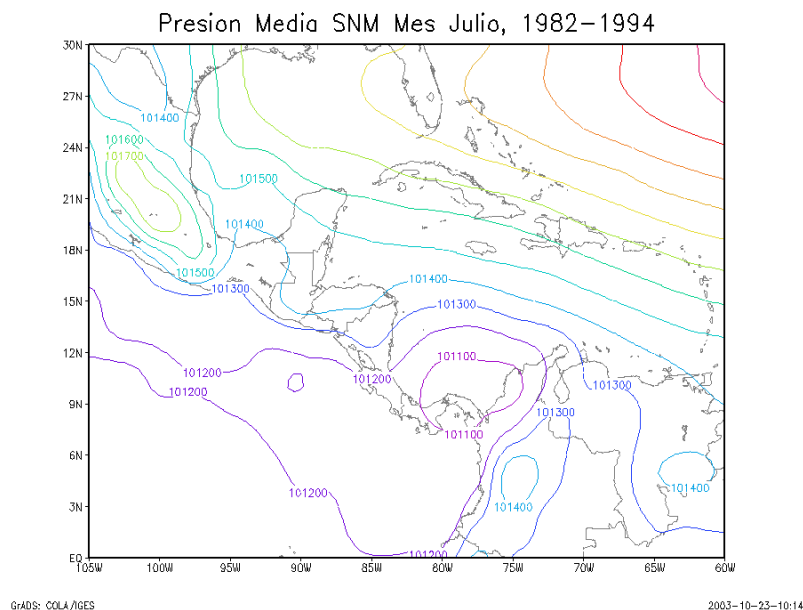 Presion Media SNM Mes Julio, 1982-1994
30N
27N
101400
101600
24N
101700
101500
21N
101400
18N
101500
101400
101300
15N
101300
12N
101100
101200
101200
101200
101300
9N
101300
101100
6N
101400
101200
101400
3N
EQ
101200
105W 100W 95W 90W 85W 80W 75W 70W 65W 60W
GrADS: COLA/IGES
2003-10-23-10:14